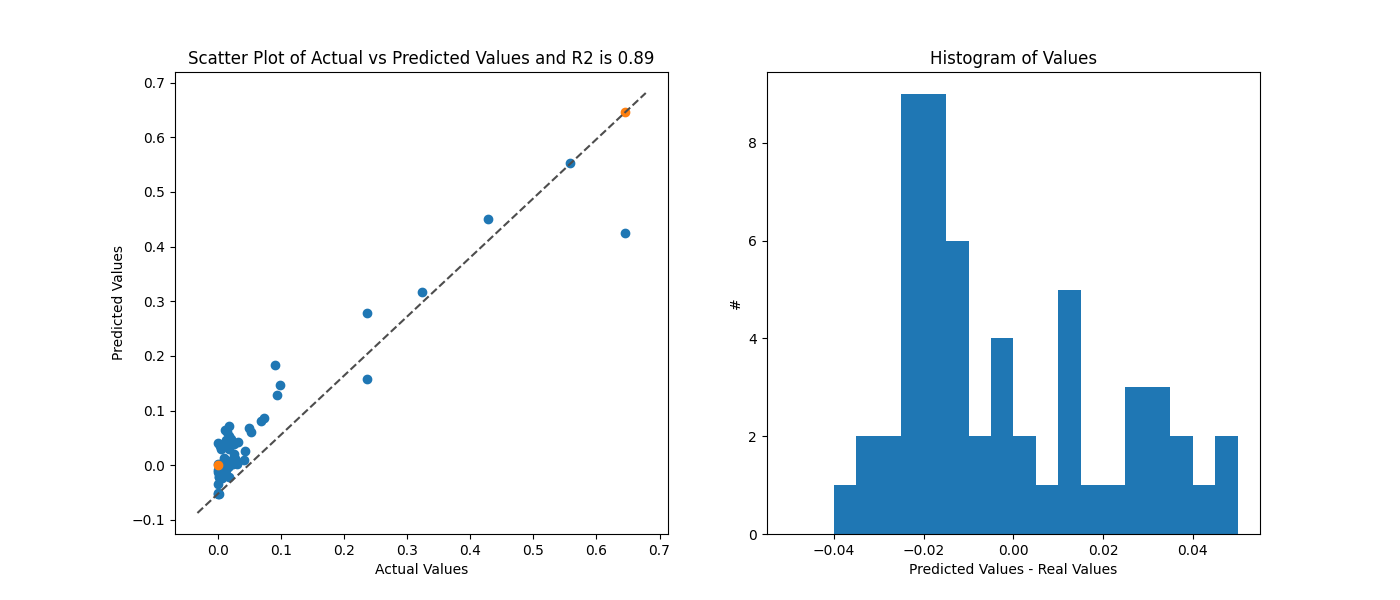 Scatter Plot of Actual vs Predicted Values and R2 is 0.89
0.7
0.6
0.5
0.4
0.3
0.2
0.1
0.0
−0.1
Predicted Values
0.0 0.1 0.2 0.3 0.4 0.5 0.6 0.7
Actual Values
Histogram of Values
8
6
4
2
0
#
−0.04 −0.02 0.00 0.02 0.04
Predicted Values - Real Values